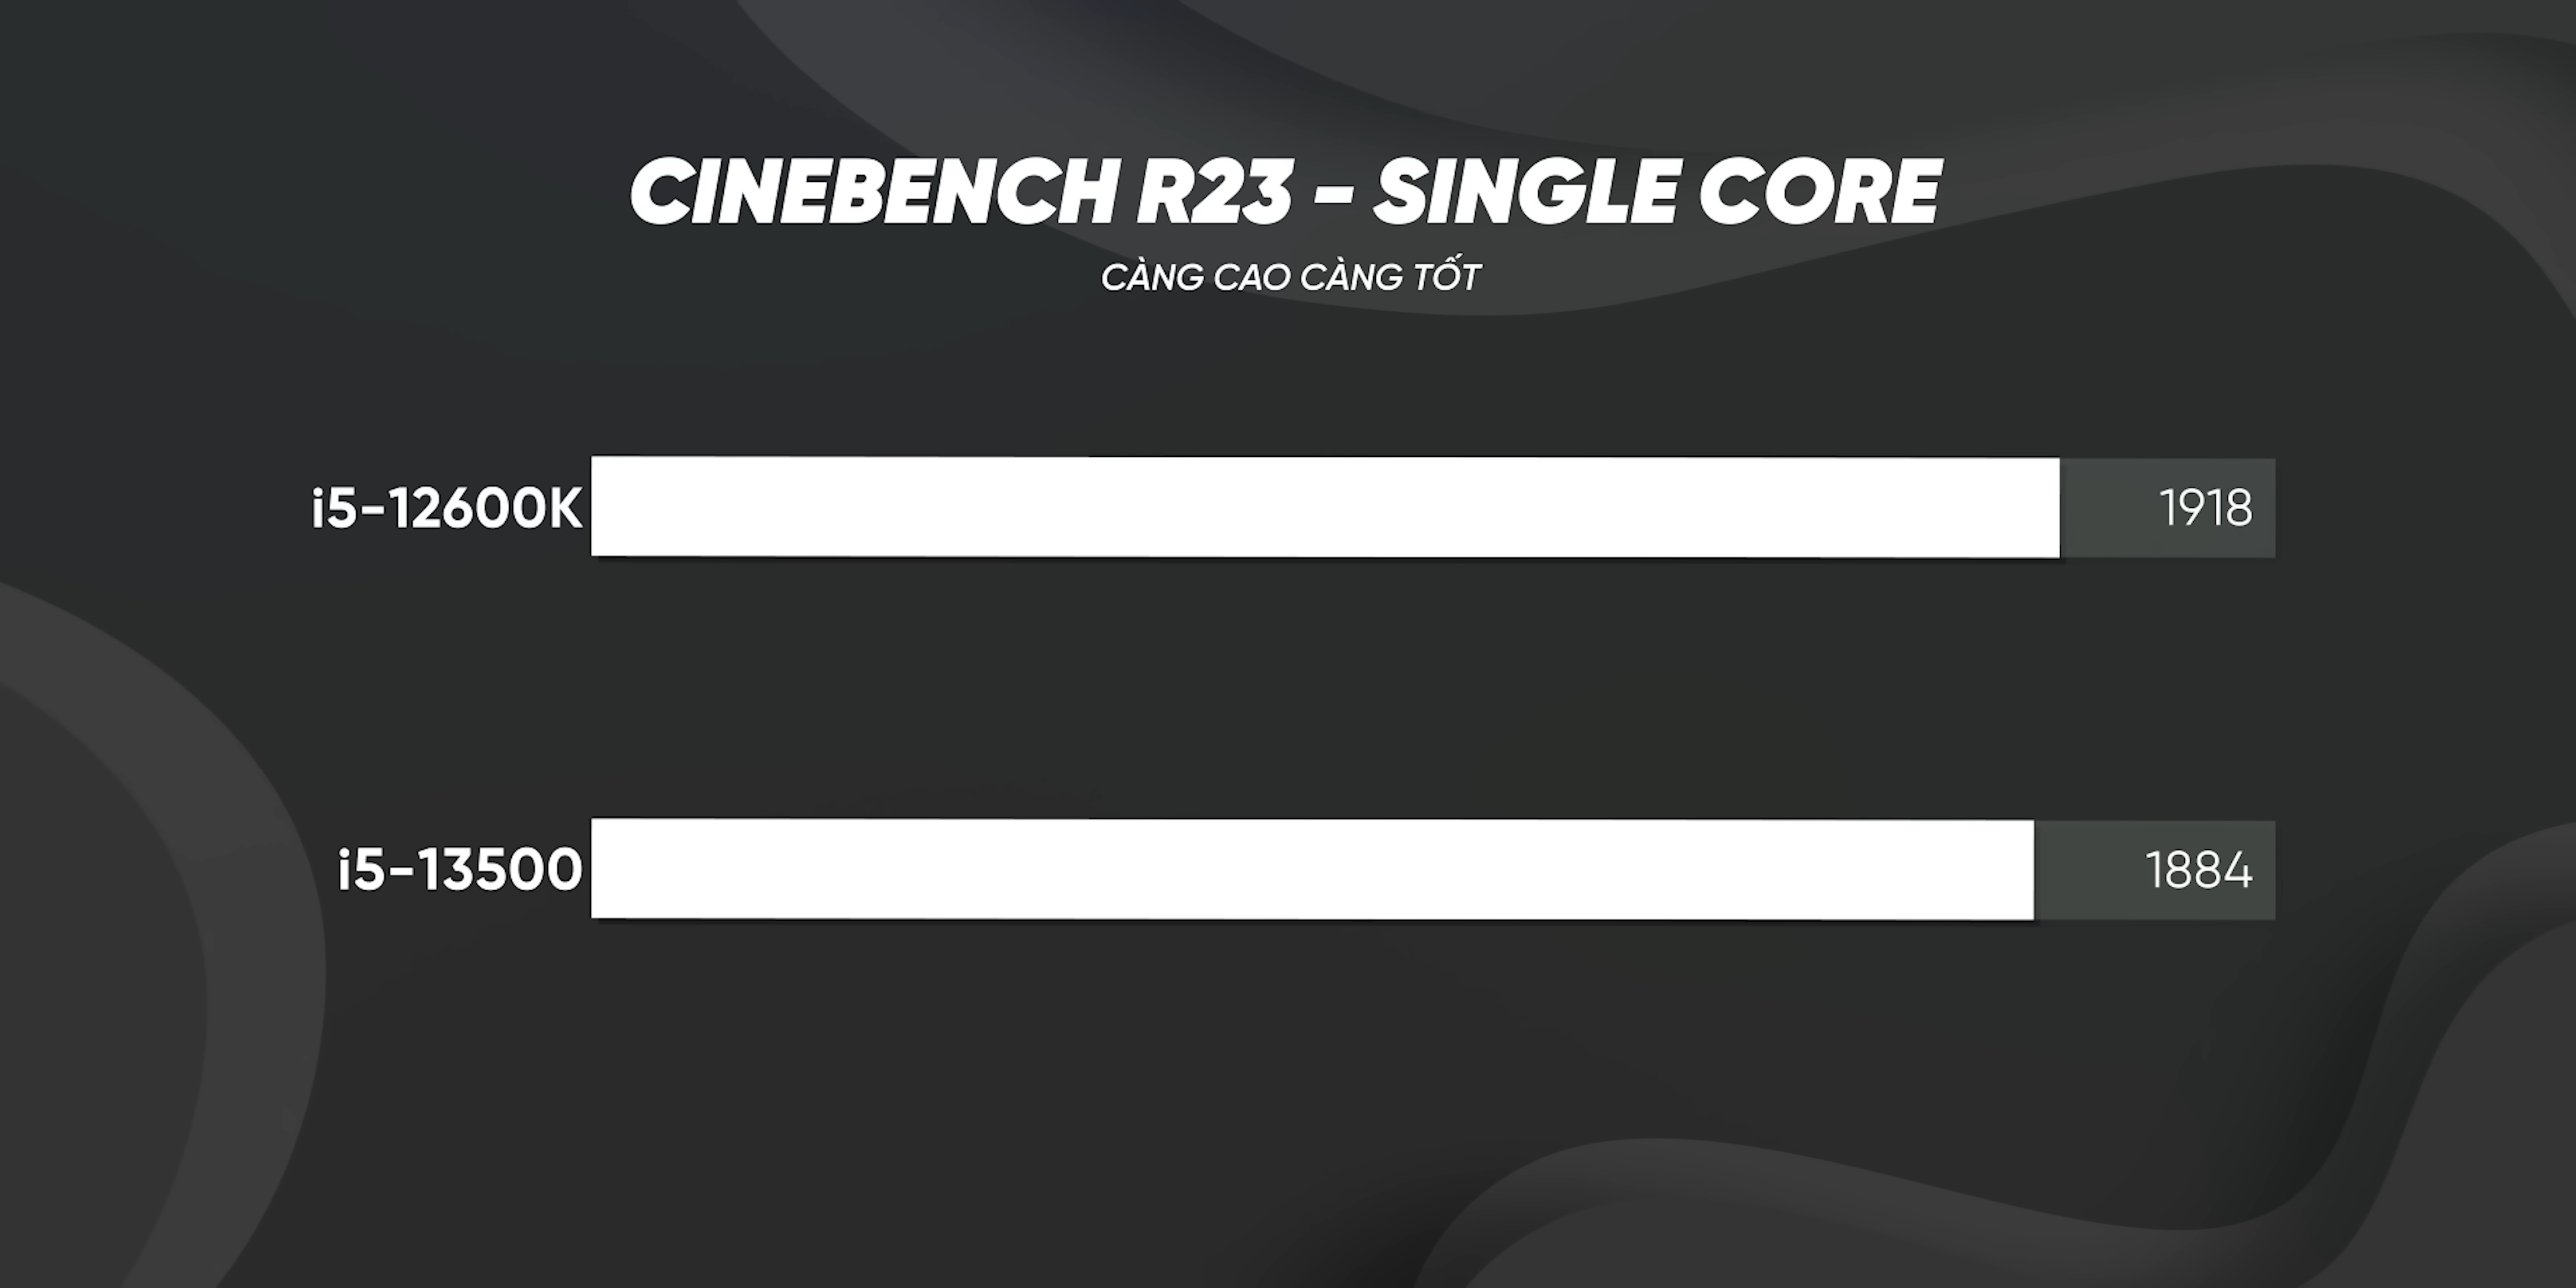 CINEBENCH R23 - SINGLE CORE
CÀNG CAO CÀNG TỐT
i5-12600K 1918
i5-13500 1884